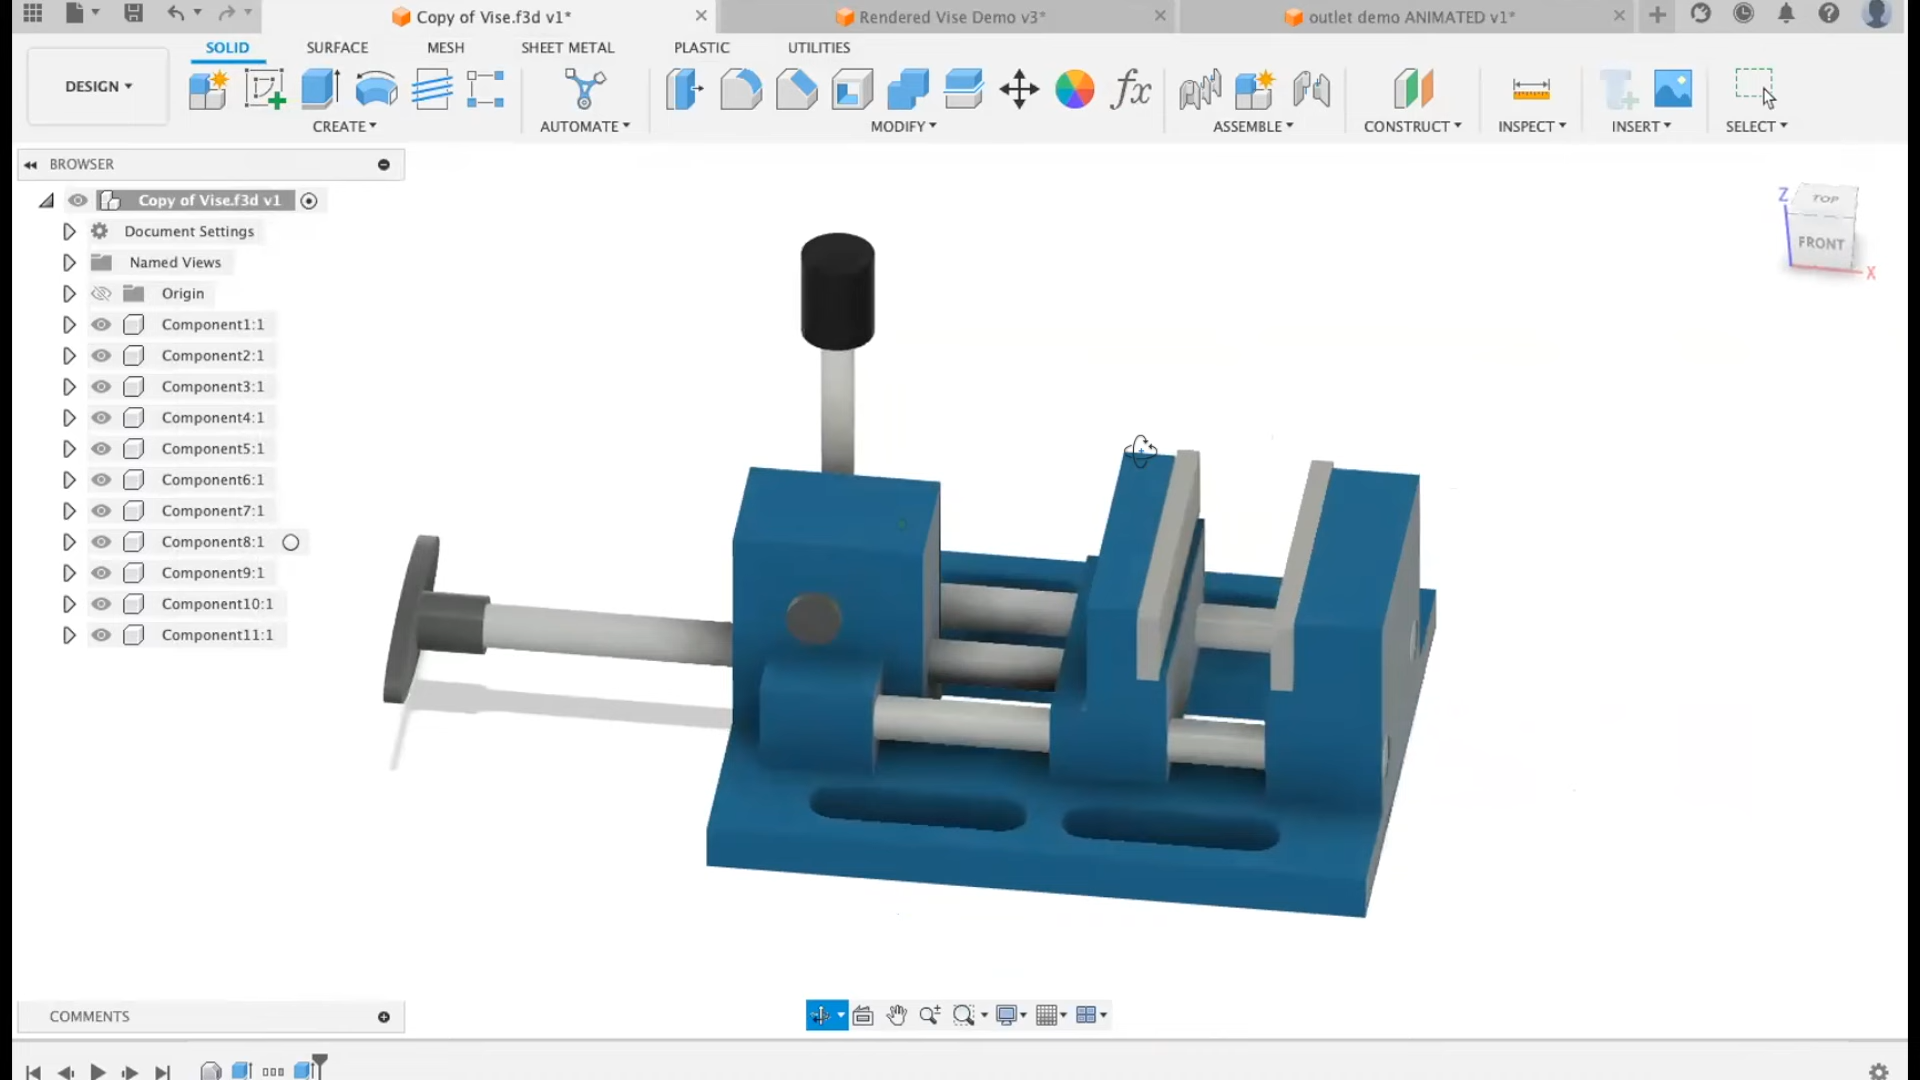 Copy of Vise.f3d v1*
Rendered Vise Demo v3*
outlet demo ANIMATED v1*
SOLID SURFACE MESH SHEET METAL PLASTIC UTILITIES
DESIGN
fx
CREATE AUTOMATE MODIFY ASSEMBLE CONSTRUCT INSPECT INSERT SELECT
BROWSER
Copy of Vise.f3d v1
Document Settings
Named Views
Origin
Component1:1
Component2:1
Component3:1
Component4:1
Component5:1
Component6:1
Component7:1
Component8:1
Component9:1
Component10:1
Component11:1
Z
TOP
FRONT
X
COMMENTS